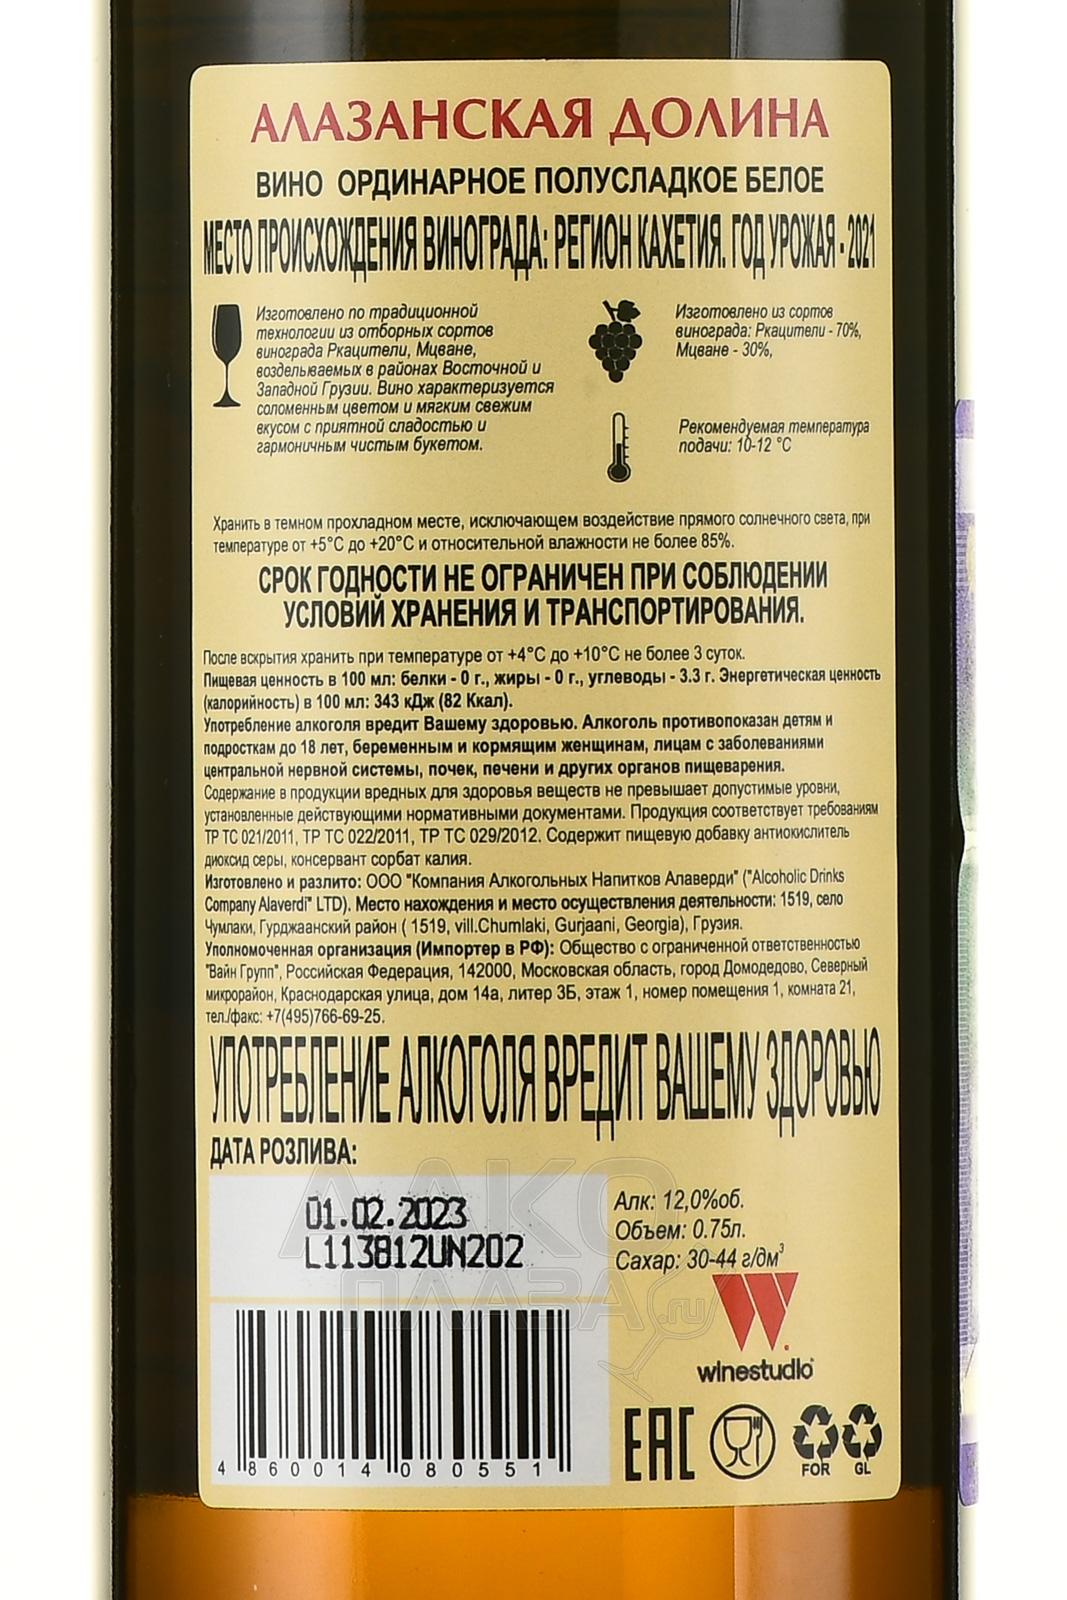 АЛАЗАНСКАЯ ДОЛИНА
ВИНО ОРДИНАРНОЕ ПОЛУСЛАДКОЕ БЕЛОЕ
МЕСТО ПРОИСХОЖДЕНИЯ ВИНОГРАДА: РЕГИОН КАХЕТИЯ. ГОД УРОЖАЯ - 2021
Изготовлено по традиционной
технологии из отборных сортов
винограда Ркацители, Мцване,
возделываемых в районах Восточной и
Западной Грузии. Вино характеризуется
соломенным цветом и мягким свежим
вкусом с приятной сладостью и
гармоничным чистым букетом.
Изготовлено из сортов
винограда: Ркацители - 70%,
Мцване - 30%,
Рекомендуемая температура
подачи: 10-12 °C
Хранить в темном прохладном месте, исключающем воздействие прямого солнечного света, при
температуре от +5°C до +20°C и относительной влажности не более 85%.
СРОК ГОДНОСТИ НЕ ОГРАНИЧЕН ПРИ СОБЛЮДЕНИИ
УСЛОВИЙ ХРАНЕНИЯ И ТРАНСПОРТИРОВАНИЯ.
После вскрытия хранить при температуре от +4°C до +10°C не более 3 суток.
Пищевая ценность в 100 мл: белки - 0 г., жиры - 0 г., углеводы - 3.3 г. Энергетическая ценность
(калорийность) в 100 мл: 343 кДж (82 Ккал).
Употребление алкоголя вредит Вашему здоровью. Алкоголь противопоказан детям и
подросткам до 18 лет, беременным и кормящим женщинам, лицам с заболеваниями
центральной нервной системы, почек, печени и других органов пищеварения.
Содержание в продукции вредных для здоровья веществ не превышает допустимые уровни,
установленные действующими нормативными документами. Продукция соответствует требованиям
ТР ТС 021/2011, ТР ТС 022/2011, ТР ТС 029/2012. Содержит пищевую добавку антиокислитель
диоксид серы, консервант сорбат калия.
Изготовлено и разлито: ООО "Компания Алкогольных Напитков Алаверди" ("Alcoholic Drinks
Company Alaverdi" LTD). Место нахождения и место осуществления деятельности: 1519, село
Чумлаки, Гурджаанский район ( 1519, vill.Chumlaki, Gurjaani, Georgia), Грузия.
Уполномоченная организация (Импортер в РФ): Общество с ограниченной ответственностью
"Вайн Групп", Российская Федерация, 142000, Московская область, город Домодедово, Северный
микрорайон, Краснодарская улица, дом 14а, литер 3Б, этаж 1, номер помещения 1, комната 21,
тел./факс: +7(495)766-69-25.
УПОТРЕБЛЕНИЕ АЛКОГОЛЯ ВРЕДИТ ВАШЕМУ ЗДОРОВЬЮ
ДАТА РОЗЛИВА:
01.02.2023
L113812UN202
Алк: 12,0%об.
Объем: 0.75л.
Сахар: 30-44 г/дм³
АЛКО
ПЛАЗА.ru
W
winestudio
4 860014 080551
ЕАС
FOR GL